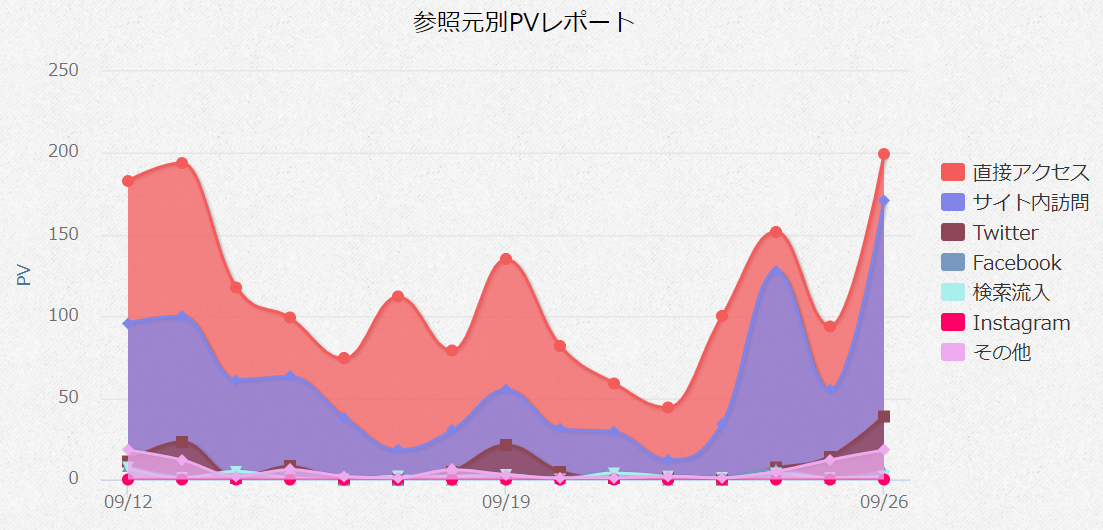 参照元別PVレポート
250
200
150
100
50
0
PV
09/12
09/19
09/26
直接アクセス
サイト内訪問
Twitter
Facebook
検索流入
Instagram
その他